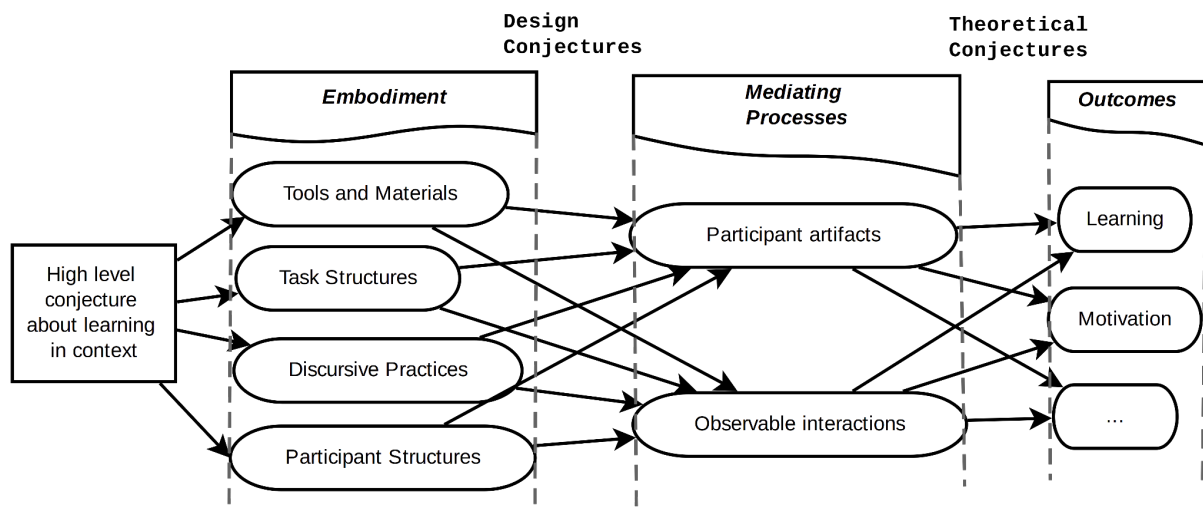 Design
Conjectures
Theoretical
Conjectures
Embodiment
Mediating
Processes
Outcomes
High level
conjecture
about learning
in context
Tools and Materials
Task Structures
Discursive Practices
Participant Structures
Participant artifacts
Observable interactions
Learning
Motivation
...